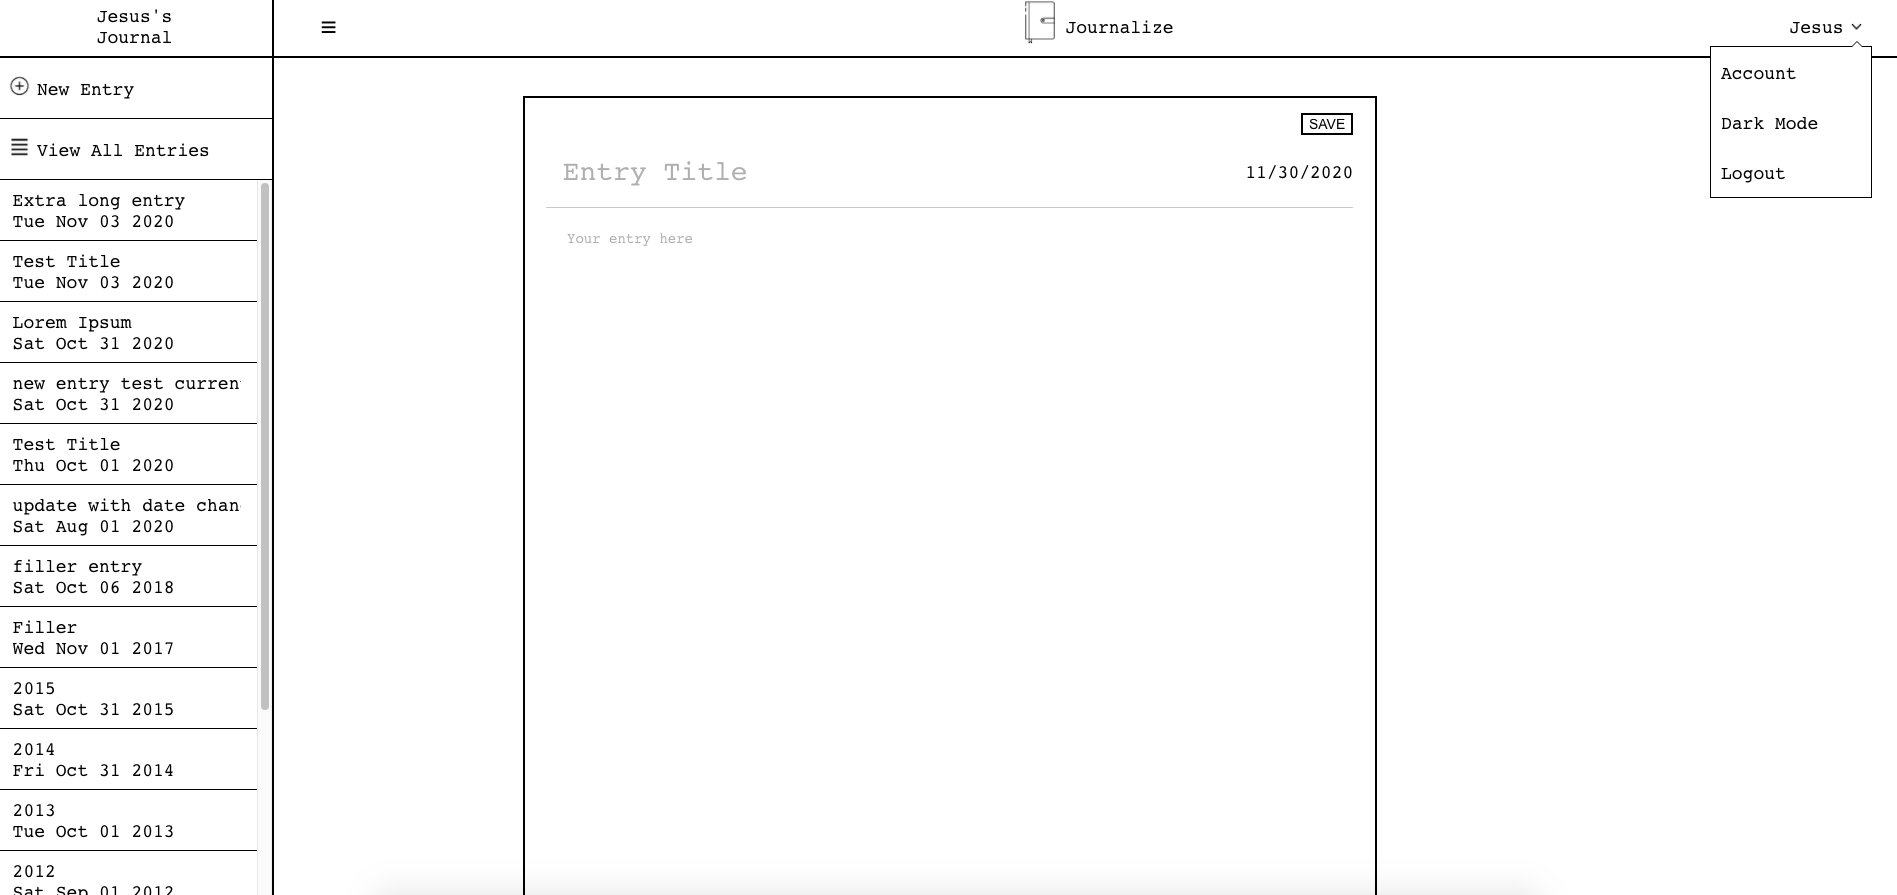 Jesus's
Journal
Journalize
Jesus
Account
Dark Mode
Logout
New Entry
View All Entries
Extra long entry
Tue Nov 03 2020
Test Title
Tue Nov 03 2020
Lorem Ipsum
Sat Oct 31 2020
new entry test curren
Sat Oct 31 2020
Test Title
Thu Oct 01 2020
update with date chan
Sat Aug 01 2020
filler entry
Sat Oct 06 2018
Filler
Wed Nov 01 2017
2015
Sat Oct 31 2015
2014
Fri Oct 31 2014
2013
Tue Oct 01 2013
2012
Sat Sep 01 2012
SAVE
Entry Title
11/30/2020
Your entry here